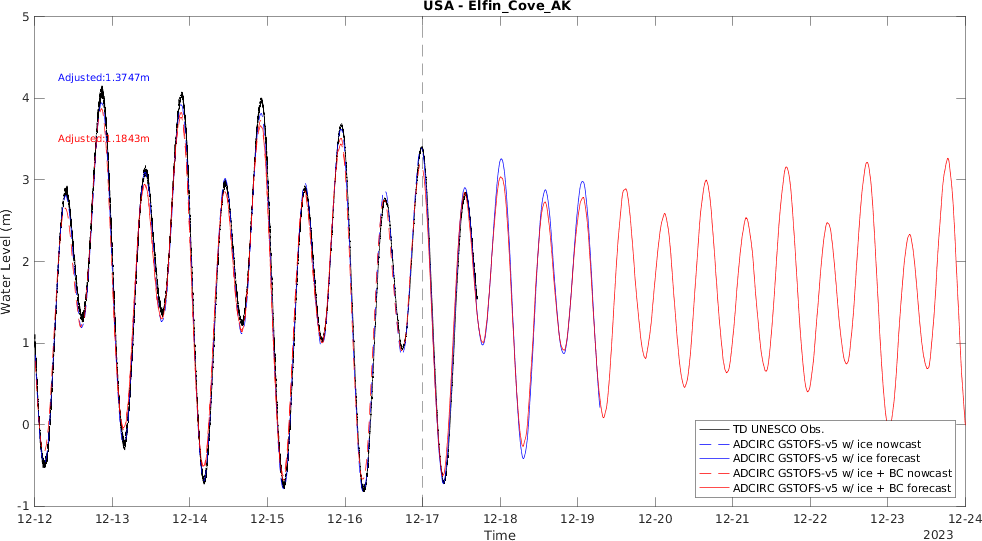 USA - Elfin_Cove_AK
5
4
3
2
1
0
-1
Water Level (m)
Adjusted:1.3747m
Adjusted:1.1843m
TD UNESCO Obs.
ADCIRC GSTOFS-v5 w/ ice nowcast
ADCIRC GSTOFS-v5 w/ ice forecast
ADCIRC GSTOFS-v5 w/ ice + BC nowcast
ADCIRC GSTOFS-v5 w/ ice + BC forecast
12-12 12-13 12-14 12-15 12-16 12-17 12-18 12-19 12-20 12-21 12-22 12-23 12-24
Time
2023